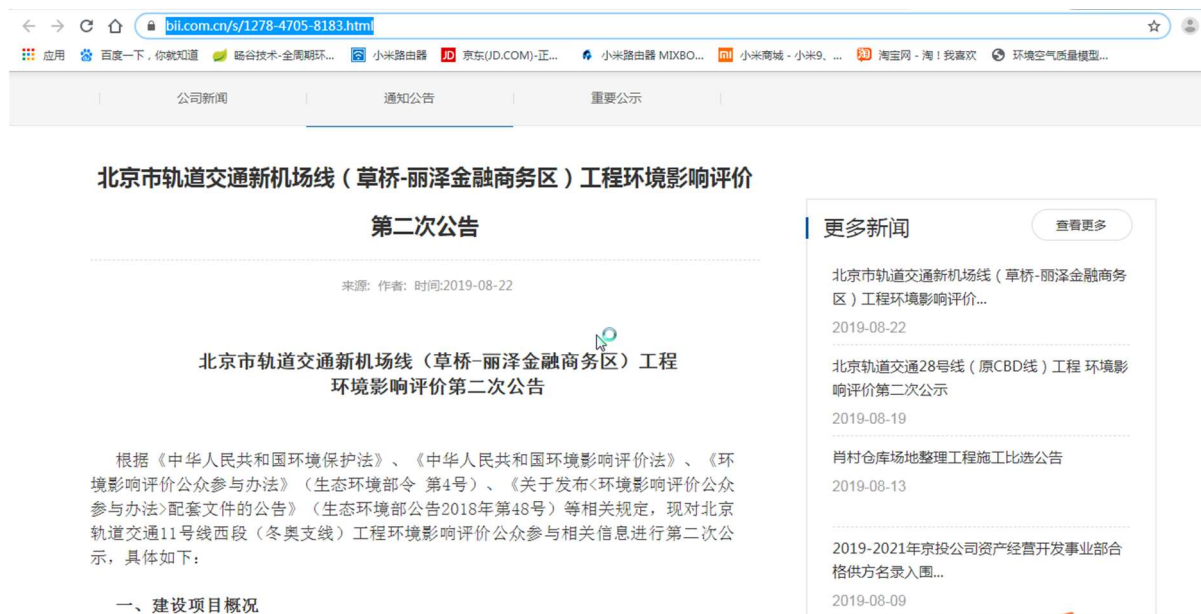 bii.com.cn/s/1278-4705-8183.html
应用 百度一下，你就知道 旸谷技术-全周期环... 小米路由器 JD 京东(JD.COM)-正... 小米路由器 MIXBO... 小米商城 - 小米9、... 淘 淘宝网 - 淘！我喜欢 环境空气质量模型...
公司新闻 通知公告 重要公示
北京市轨道交通新机场线（草桥-丽泽金融商务区）工程环境影响评价
第二次公告
来源: 作者: 时间:2019-08-22
北京市轨道交通新机场线（草桥-丽泽金融商务区）工程
环境影响评价第二次公告
根据《中华人民共和国环境保护法》、《中华人民共和国环境影响评价法》、《环
境影响评价公众参与办法》（生态环境部令 第4号）、《关于发布<环境影响评价公众
参与办法>配套文件的公告》（生态环境部公告2018年第48号）等相关规定，现对北京
轨道交通11号线西段（冬奥支线）工程环境影响评价公众参与相关信息进行第二次公
示，具体如下：
一、建设项目概况
更多新闻 查看更多
北京市轨道交通新机场线（草桥-丽泽金融商务
区）工程环境影响评价...
2019-08-22
北京轨道交通28号线（原CBD线）工程 环境影
响评价第二次公示
2019-08-19
肖村仓库场地整理工程施工比选公告
2019-08-13
2019-2021年京投公司资产经营开发事业部合
格供方名录入围...
2019-08-09